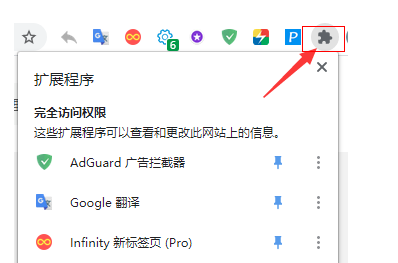 6
P
扩展程序
完全访问权限
这些扩展程序可以查看和更改此网站上的信息。
AdGuard 广告拦截器
Google 翻译
Infinity 新标签页 (Pro)